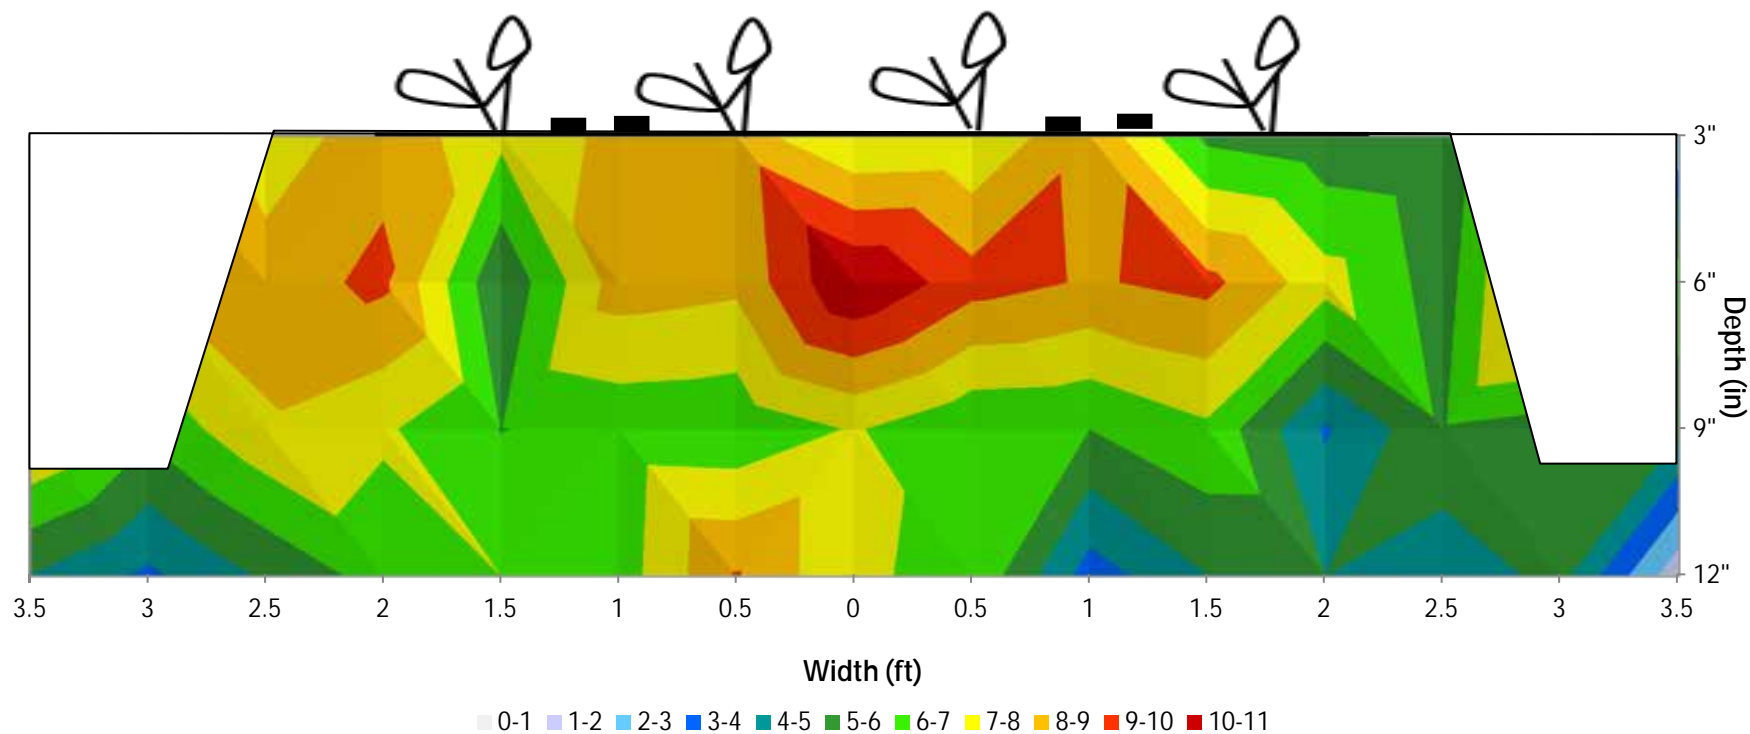 3"
6"
9"
12"
Depth (in)
3.5 3 2.5 2 1.5 1 0.5 0 0.5 1 1.5 2 2.5 3 3.5
Width (ft)
0-1 1-2 2-3 3-4 4-5 5-6 6-7 7-8 8-9 9-10 10-11